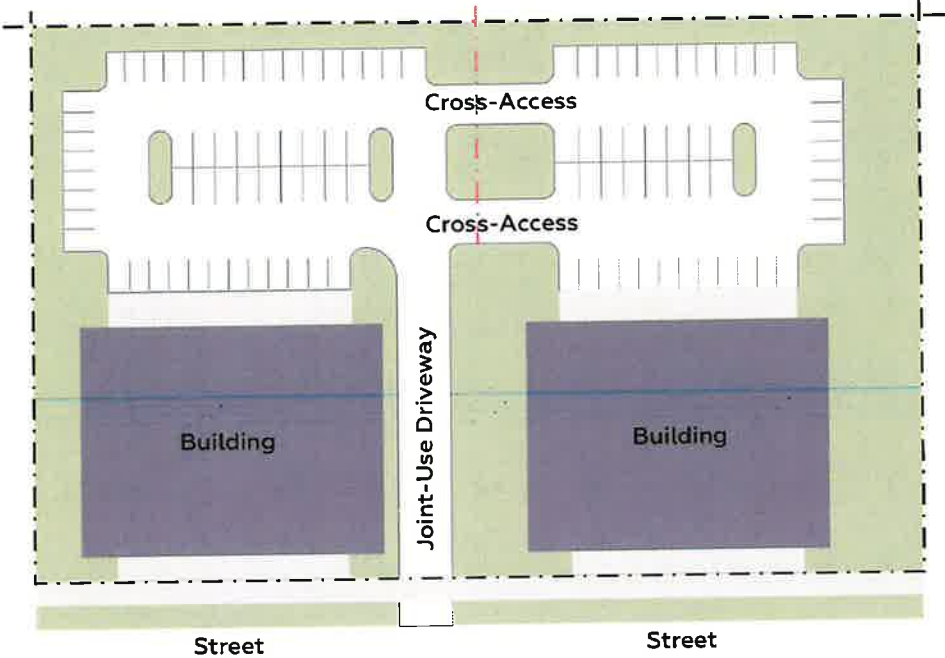 Cross-Access
Cross-Access
Joint-Use Driveway
Building
Building
Street
Street